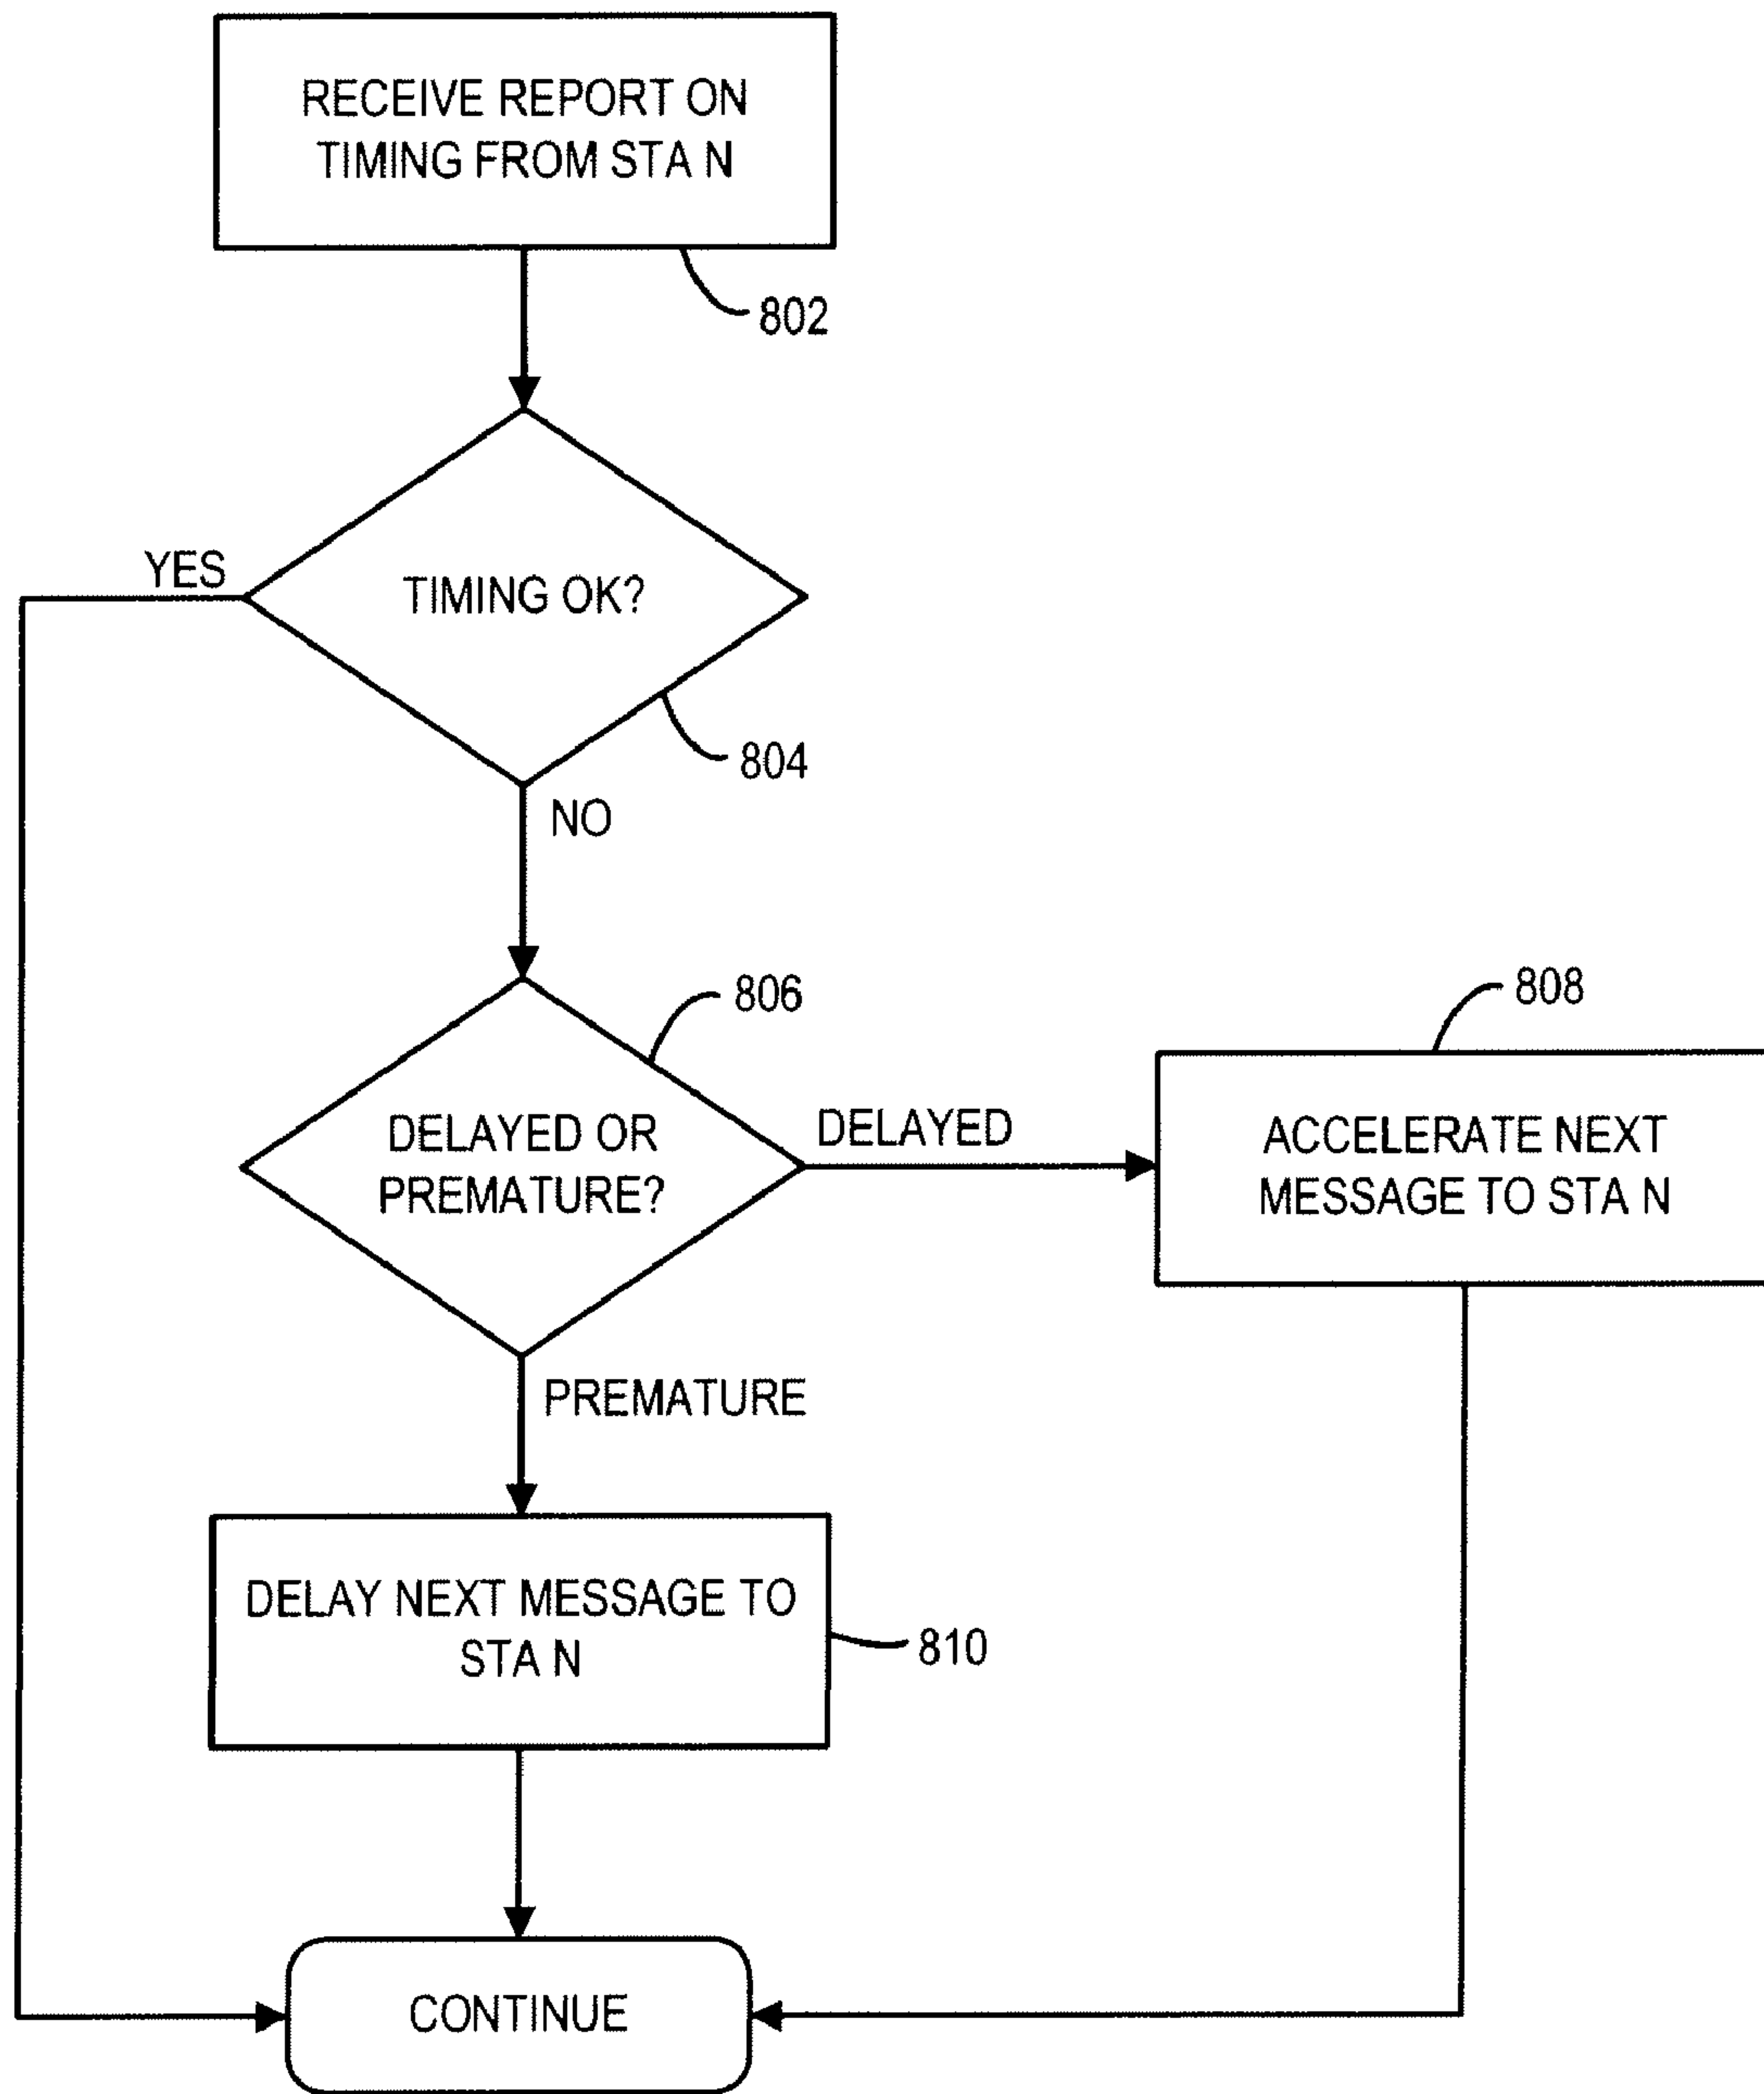 RECEIVE REPORT ON
TIMING FROM STA N
802
YES
TIMING OK?
804
NO
806
808
DELAYED OR
PREMATURE?
DELAYED
ACCELERATE NEXT
MESSAGE TO STA N
PREMATURE
DELAY NEXT MESSAGE TO
STA N
810
CONTINUE